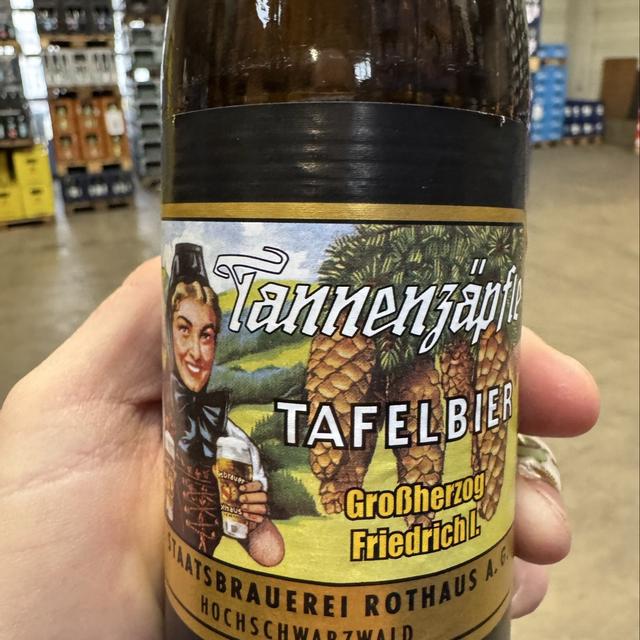 Tannenzäpfle
TAFELBIER
Großherzog
Friedrich I.
STAATSBRAUEREI ROTHAUS A.G.
HOCHSCHWARZWALD